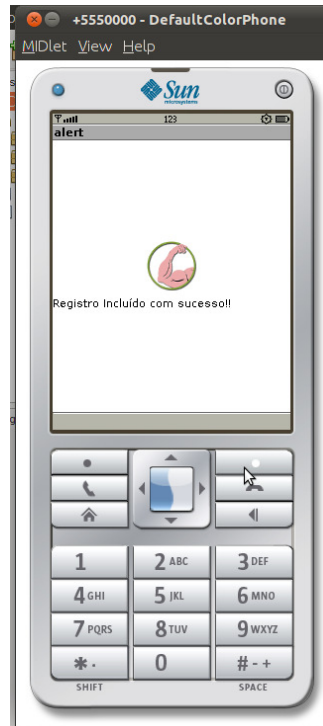 +5550000 - DefaultColorPhone
MIDlet View Help
Sun
microsystems
123
alert
Registro Incluído com sucesso!!
1
2 ABC
3 DEF
4 GHI
5 JKL
6 MNO
7 PQRS
8 TUV
9 WXYZ
* .
0
# - +
SHIFT
SPACE